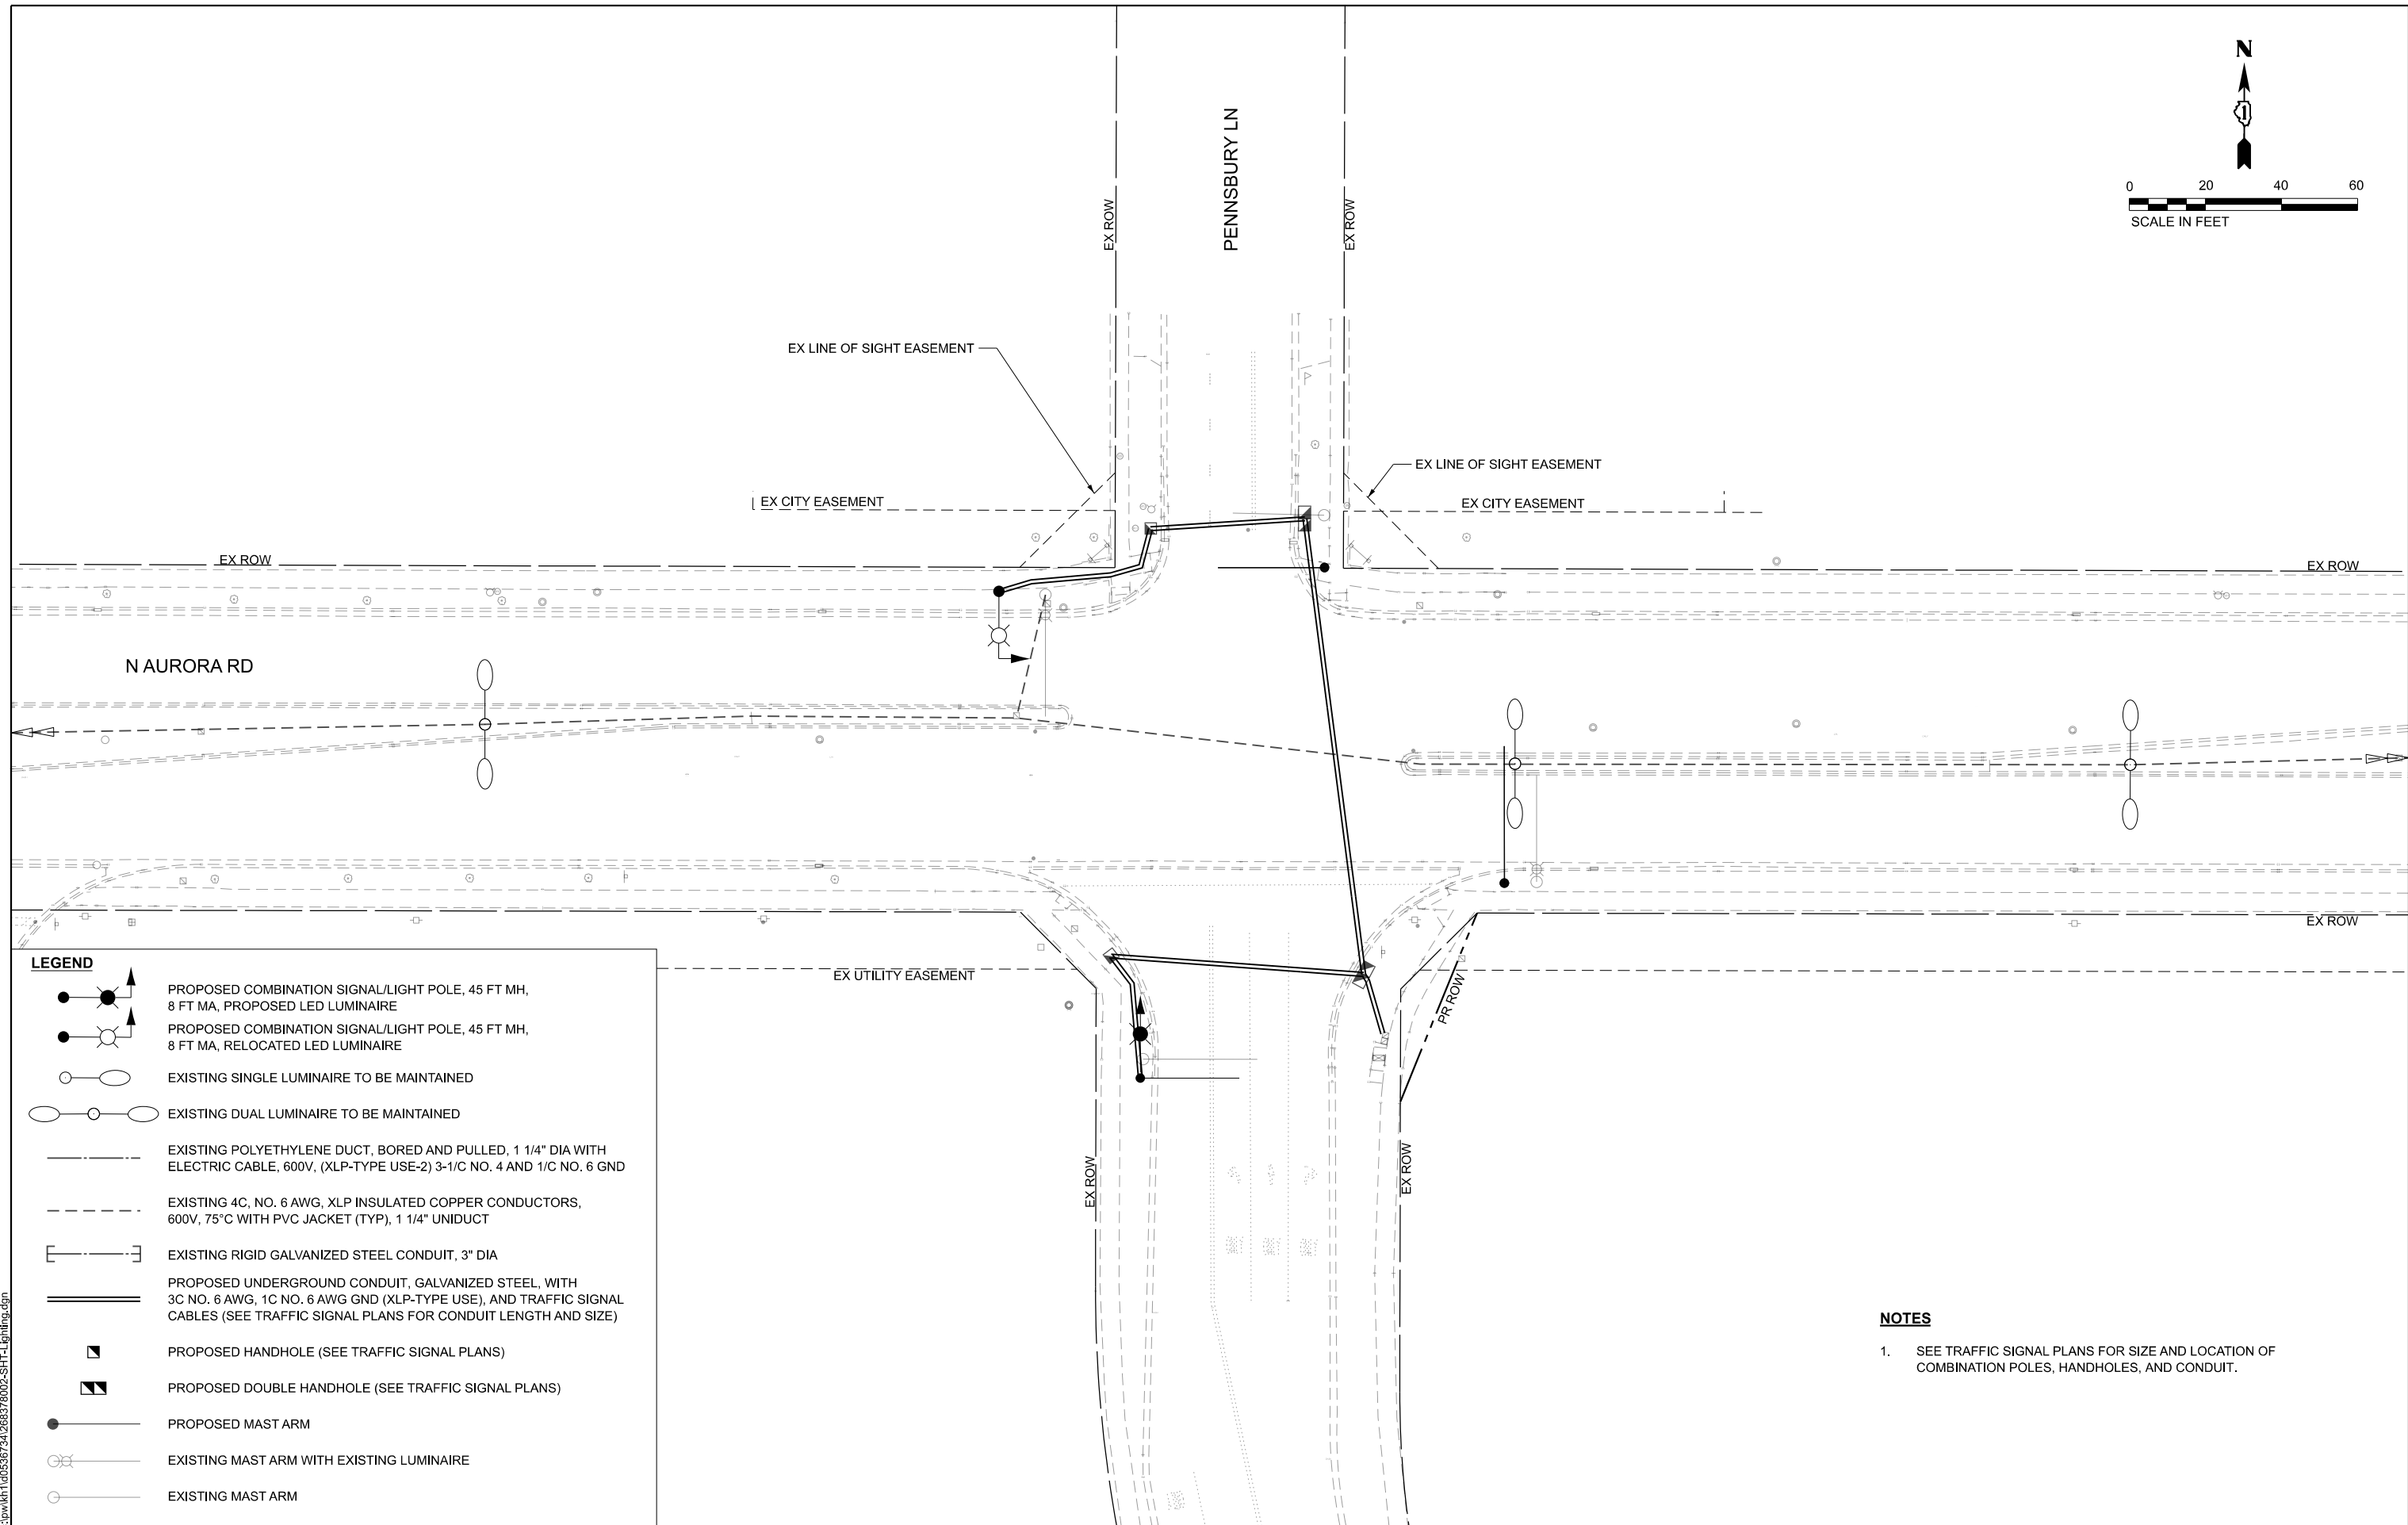 N
1
0 20 40 60
SCALE IN FEET
PENNSBURY LN
EX ROW
EX ROW
EX LINE OF SIGHT EASEMENT
EX LINE OF SIGHT EASEMENT
EX CITY EASEMENT
EX CITY EASEMENT
EX ROW
EX ROW
N AURORA RD
EX ROW
EX UTILITY EASEMENT
PR ROW
EX ROW
EX ROW
LEGEND
PROPOSED COMBINATION SIGNAL/LIGHT POLE, 45 FT MH,
8 FT MA, PROPOSED LED LUMINAIRE
PROPOSED COMBINATION SIGNAL/LIGHT POLE, 45 FT MH,
8 FT MA, RELOCATED LED LUMINAIRE
EXISTING SINGLE LUMINAIRE TO BE MAINTAINED
EXISTING DUAL LUMINAIRE TO BE MAINTAINED
EXISTING POLYETHYLENE DUCT, BORED AND PULLED, 1 1/4" DIA WITH
ELECTRIC CABLE, 600V, (XLP-TYPE USE-2) 3-1/C NO. 4 AND 1/C NO. 6 GND
EXISTING 4C, NO. 6 AWG, XLP INSULATED COPPER CONDUCTORS,
600V, 75°C WITH PVC JACKET (TYP), 1 1/4" UNIDUCT
EXISTING RIGID GALVANIZED STEEL CONDUIT, 3" DIA
PROPOSED UNDERGROUND CONDUIT, GALVANIZED STEEL, WITH
3C NO. 6 AWG, 1C NO. 6 AWG GND (XLP-TYPE USE), AND TRAFFIC SIGNAL
CABLES (SEE TRAFFIC SIGNAL PLANS FOR CONDUIT LENGTH AND SIZE)
PROPOSED HANDHOLE (SEE TRAFFIC SIGNAL PLANS)
PROPOSED DOUBLE HANDHOLE (SEE TRAFFIC SIGNAL PLANS)
PROPOSED MAST ARM
EXISTING MAST ARM WITH EXISTING LUMINAIRE
EXISTING MAST ARM
NOTES
1. SEE TRAFFIC SIGNAL PLANS FOR SIZE AND LOCATION OF
COMBINATION POLES, HANDHOLES, AND CONDUIT.